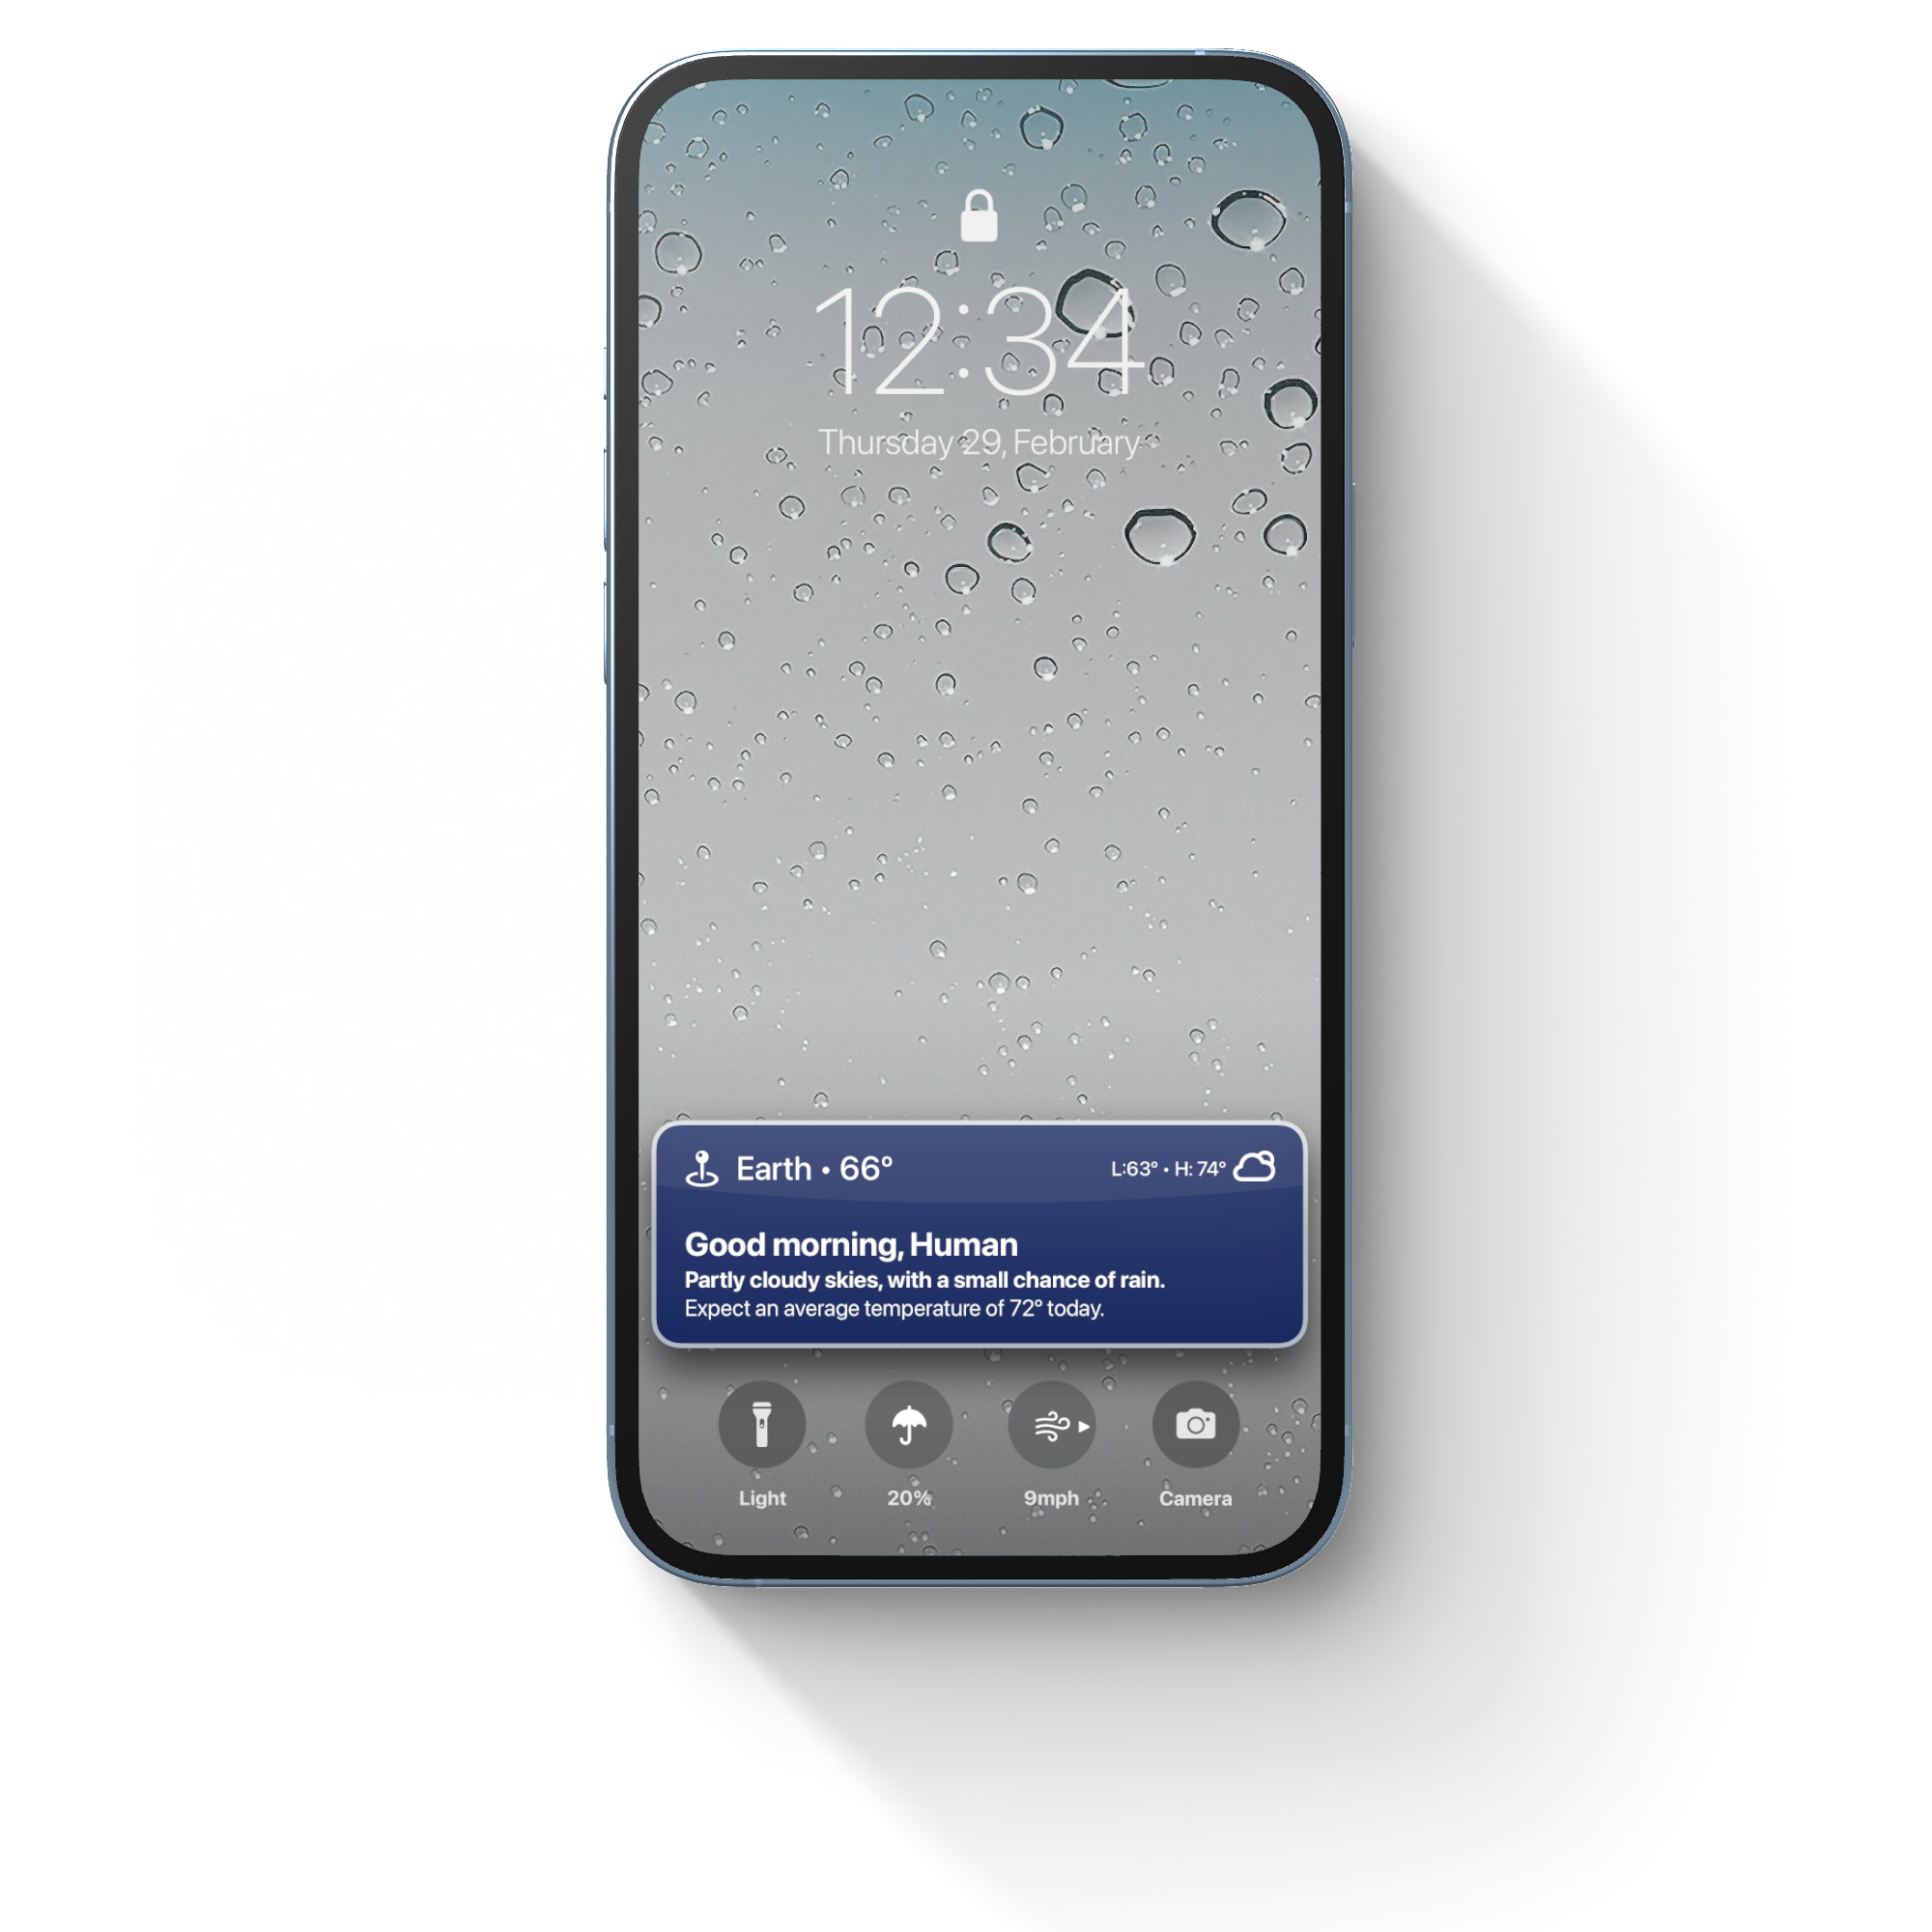 12:34
Thursday 29, February
Earth • 66°
L:63° • H: 74°
Good morning, Human
Partly cloudy skies, with a small chance of rain.
Expect an average temperature of 72° today.
Light
20%
9mph
Camera